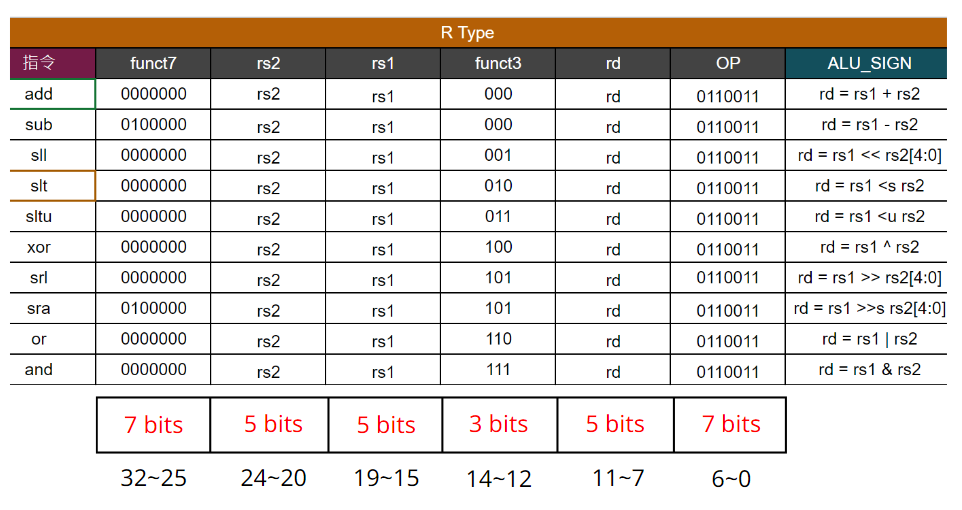 R Type
指令 funct7 rs2 rs1 funct3 rd OP ALU_SIGN
add 0000000 rs2 rs1 000 rd 0110011 rd = rs1 + rs2
sub 0100000 rs2 rs1 000 rd 0110011 rd = rs1 - rs2
sll 0000000 rs2 rs1 001 rd 0110011 rd = rs1 << rs2[4:0]
slt 0000000 rs2 rs1 010 rd 0110011 rd = rs1 <s rs2
sltu 0000000 rs2 rs1 011 rd 0110011 rd = rs1 <u rs2
xor 0000000 rs2 rs1 100 rd 0110011 rd = rs1 ^ rs2
srl 0000000 rs2 rs1 101 rd 0110011 rd = rs1 >> rs2[4:0]
sra 0100000 rs2 rs1 101 rd 0110011 rd = rs1 >>s rs2[4:0]
or 0000000 rs2 rs1 110 rd 0110011 rd = rs1 | rs2
and 0000000 rs2 rs1 111 rd 0110011 rd = rs1 & rs2
7 bits 5 bits 5 bits 3 bits 5 bits 7 bits
32~25 24~20 19~15 14~12 11~7 6~0